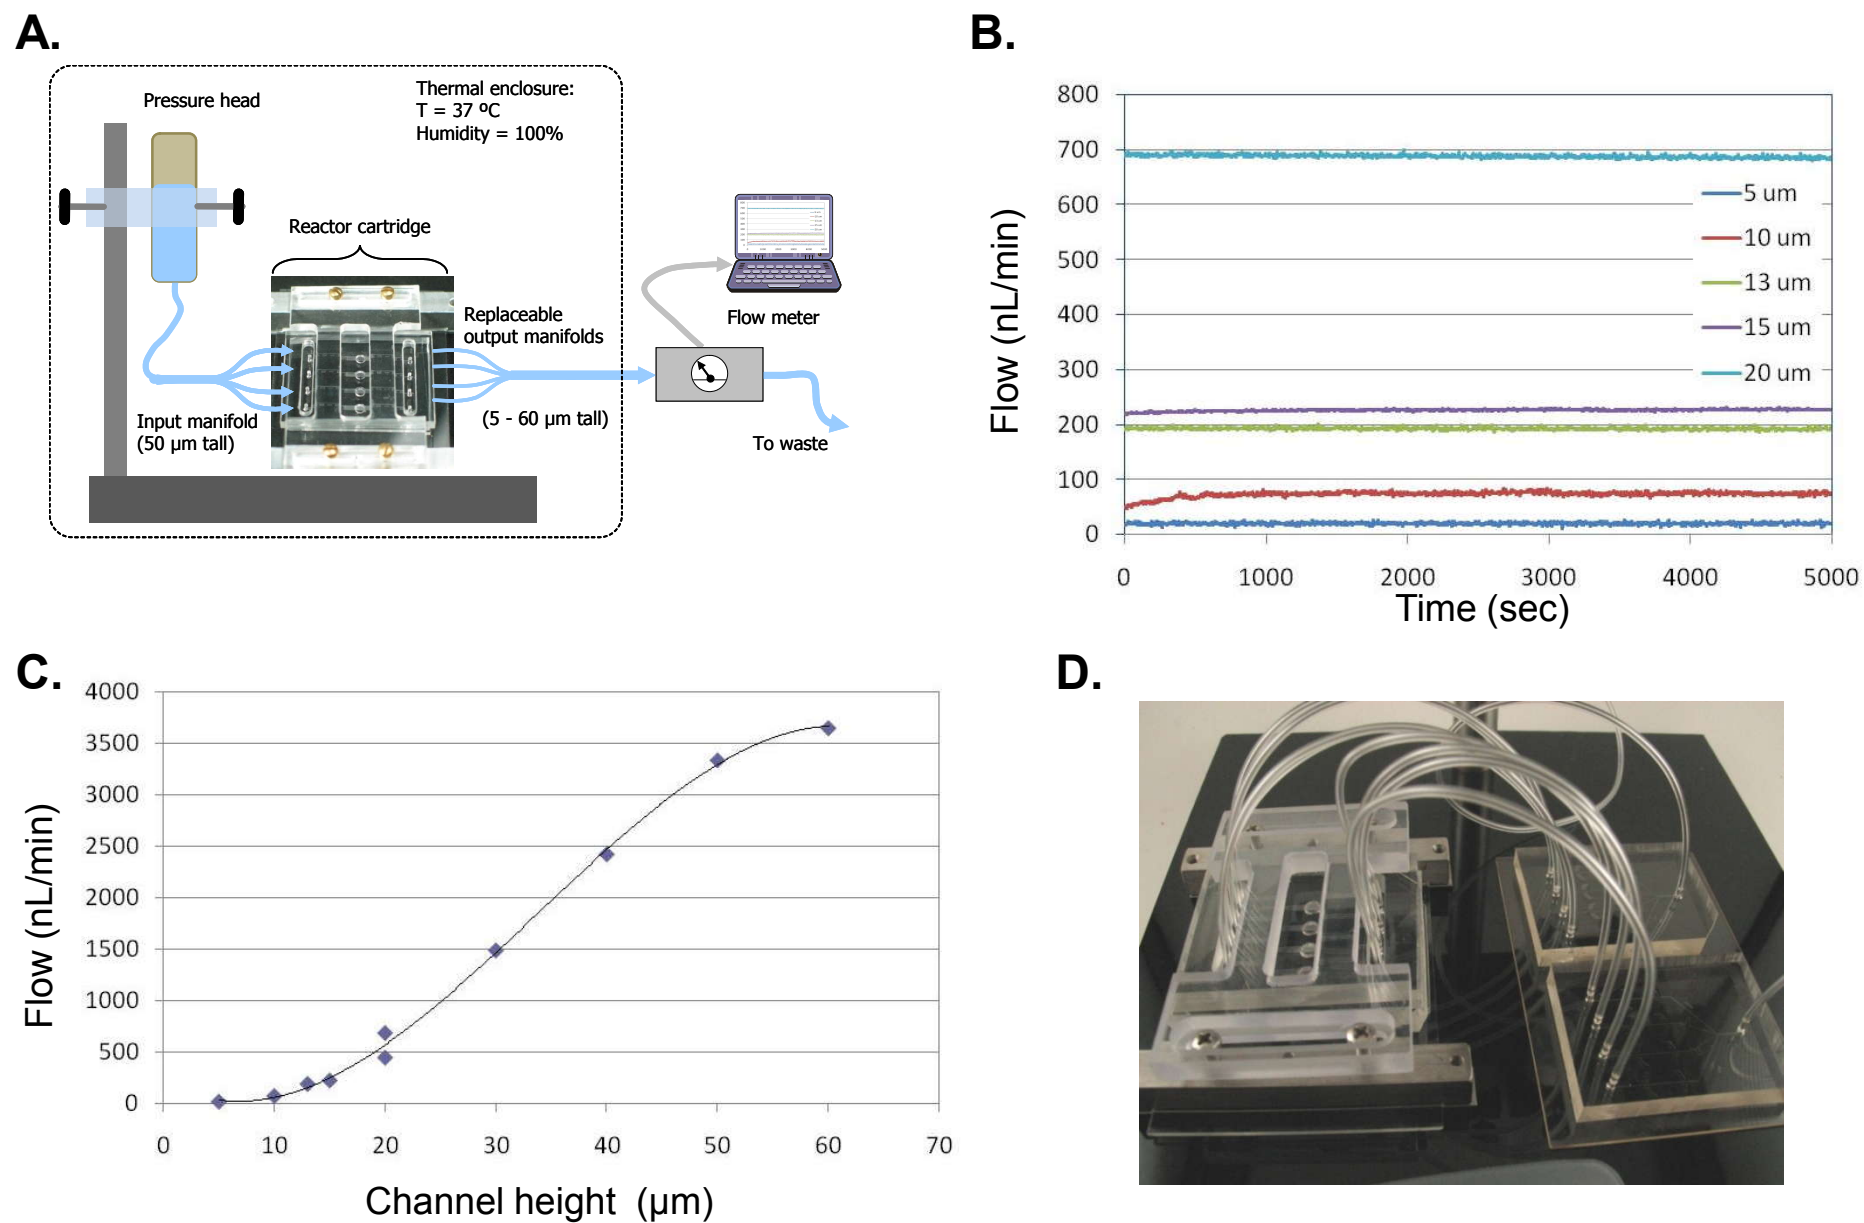 A.
Pressure head
Thermal enclosure:
T = 37 ºC
Humidity = 100%
Reactor cartridge
Replaceable
output manifolds
Flow meter
Input manifold
(50 µm tall)
(5 - 60 µm tall)
To waste
B.
800
700
600
500
400
300
200
100
0
Flow (nL/min)
5 um
10 um
13 um
15 um
20 um
0 1000 2000 3000 4000 5000
Time (sec)
C.
4000
3500
3000
2500
2000
1500
1000
500
0
Flow (nL/min)
0 10 20 30 40 50 60 70
Channel height (µm)
D.